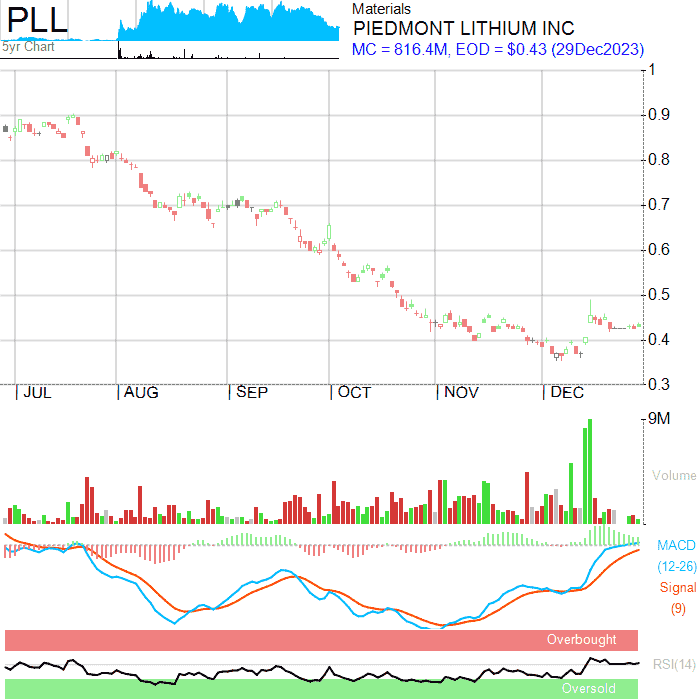 PLL
5yr Chart
Materials
PIEDMONT LITHIUM INC
MC = 816.4M, EOD = $0.43 (29Dec2023)
1
0.9
0.8
0.7
0.6
0.5
0.4
0.3
JUL AUG SEP OCT NOV DEC
9M
Volume
MACD
(12-26)
Signal
(9)
Overbought
RSI(14)
Oversold